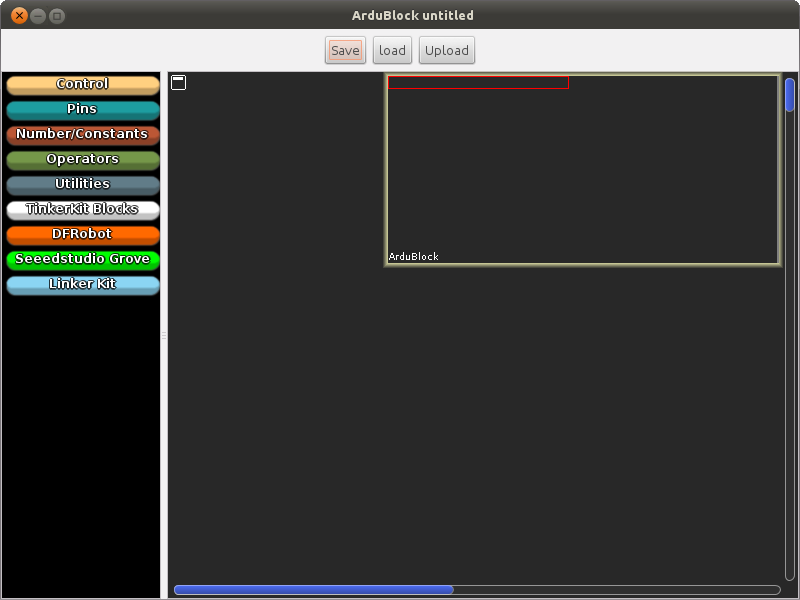 ArduBlock untitled
Save load Upload
Control
Pins
Number/Constants
Operators
Utilities
TinkerKit Blocks
DFRobot
Seeedstudio Grove
Linker Kit
ArduBlock